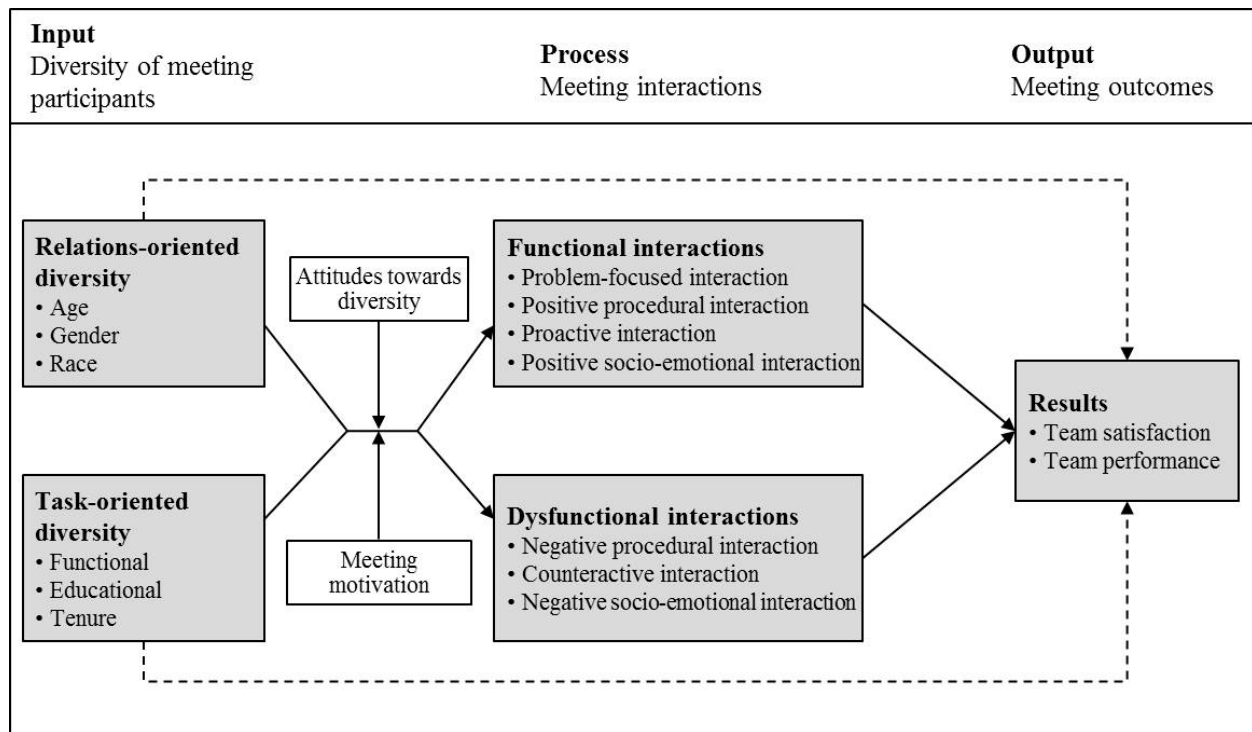 Input
Diversity of meeting
participants
Process
Meeting interactions
Output
Meeting outcomes
Relations-oriented
diversity
• Age
• Gender
• Race
Attitudes towards
diversity
Functional interactions
• Problem-focused interaction
• Positive procedural interaction
• Proactive interaction
• Positive socio-emotional interaction
Results
• Team satisfaction
• Team performance
Task-oriented
diversity
• Functional
• Educational
• Tenure
Meeting
motivation
Dysfunctional interactions
• Negative procedural interaction
• Counteractive interaction
• Negative socio-emotional interaction